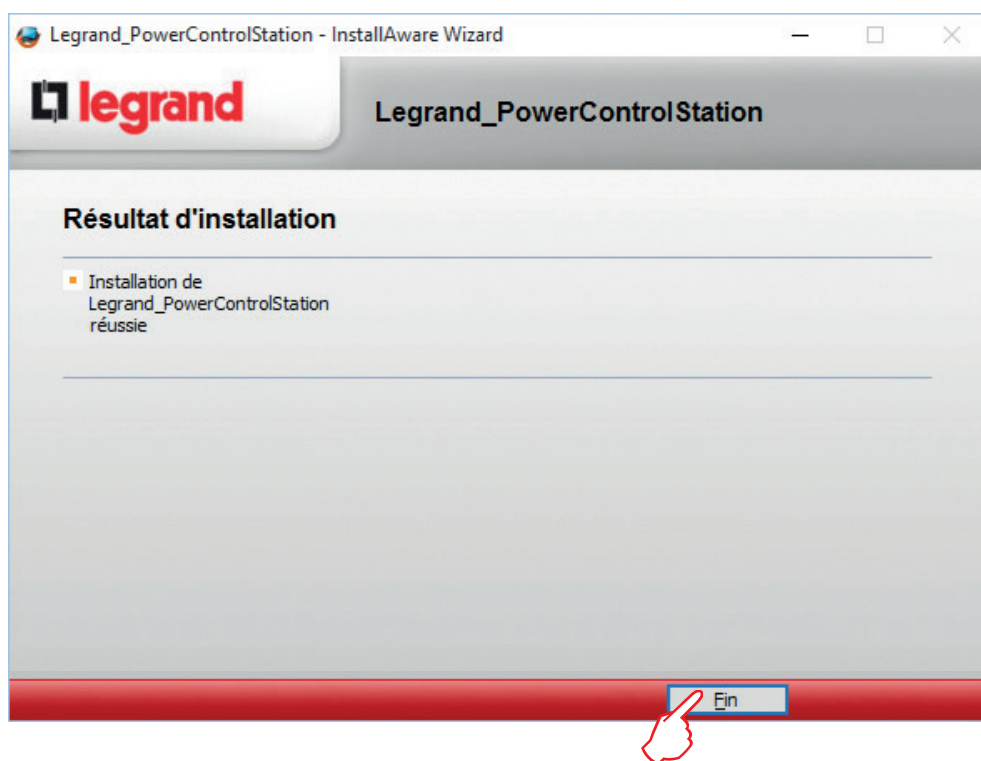 Legrand_PowerControlStation - InstallAware Wizard
legrand
Legrand_PowerControlStation
Résultat d'installation
Installation de
Legrand_PowerControlStation
réussie
Fin